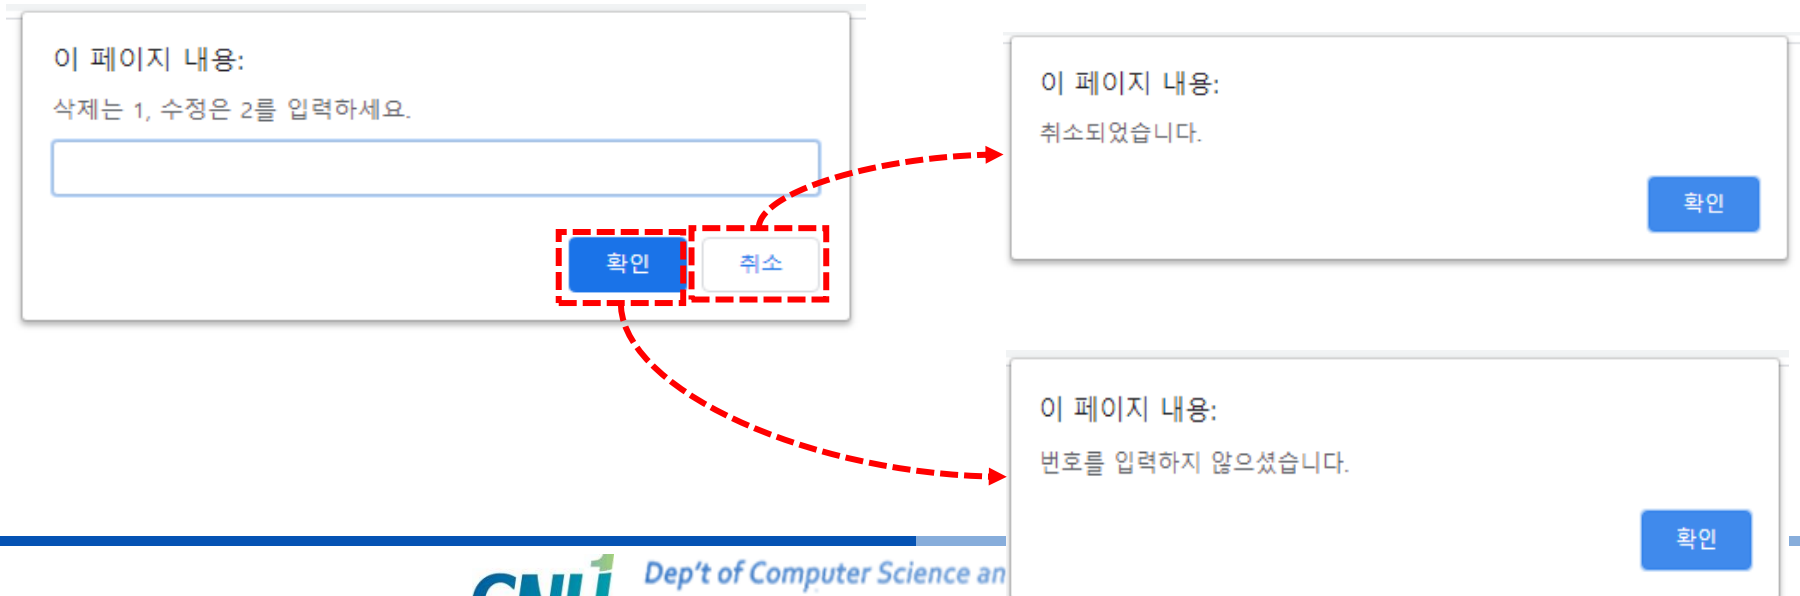 이 페이지 내용:
삭제는 1, 수정은 2를 입력하세요.
확인
취소
이 페이지 내용:
취소되었습니다.
확인
이 페이지 내용:
번호를 입력하지 않으셨습니다.
확인
CNU
Dep't of Computer Science an